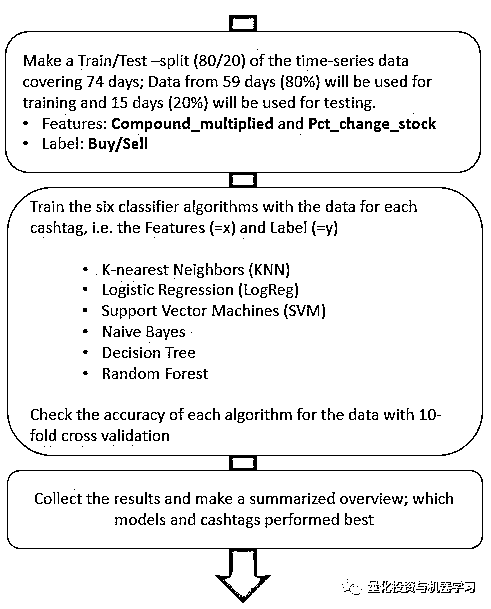 Make a Train/Test –split (80/20) of the time-series data
covering 74 days; Data from 59 days (80%) will be used for
training and 15 days (20%) will be used for testing.
• Features: Compound_multiplied and Pct_change_stock
• Label: Buy/Sell
Train the six classifier algorithms with the data for each
cashtag, i.e. the Features (=x) and Label (=y)
• K-nearest Neighbors (KNN)
• Logistic Regression (LogReg)
• Support Vector Machines (SVM)
• Naive Bayes
• Decision Tree
• Random Forest
Check the accuracy of each algorithm for the data with 10-
fold cross validation
Collect the results and make a summarized overview; which
models and cashtags performed best
量化投资与机器学习